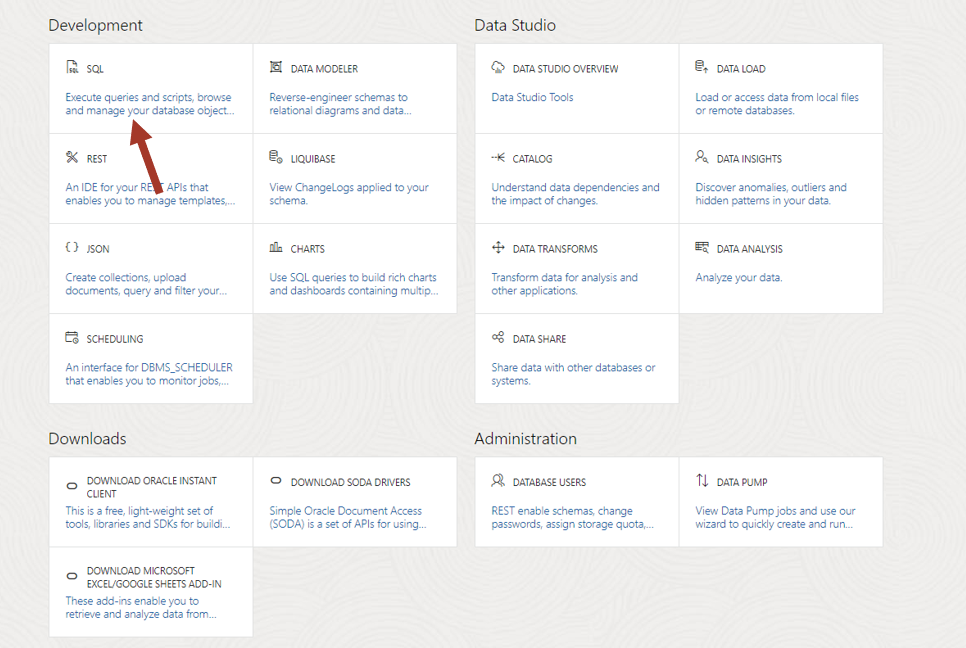 Development
SQL
Execute queries and scripts, browse
and manage your database object...
DATA MODELER
Reverse-engineer schemas to
relational diagrams and data...
REST
An IDE for your REST APIs that
enables you to manage templates,...
LIQUIBASE
View ChangeLogs applied to your
schema.
JSON
Create collections, upload
documents, query and filter your...
CHARTS
Use SQL queries to build rich charts
and dashboards containing multip...
SCHEDULING
An interface for DBMS_SCHEDULER
that enables you to monitor jobs,...
Data Studio
DATA STUDIO OVERVIEW
Data Studio Tools
DATA LOAD
Load or access data from local files
or remote databases.
CATALOG
Understand data dependencies and
the impact of changes.
DATA INSIGHTS
Discover anomalies, outliers and
hidden patterns in your data.
DATA TRANSFORMS
Transform data for analysis and
other applications.
DATA ANALYSIS
Analyze your data.
DATA SHARE
Share data with other databases or
systems.
Downloads
DOWNLOAD ORACLE INSTANT
CLIENT
This is a free, light-weight set of
tools, libraries and SDKs for buildi...
DOWNLOAD SODA DRIVERS
Simple Oracle Document Access
(SODA) is a set of APIs for using...
DOWNLOAD MICROSOFT
EXCEL/GOOGLE SHEETS ADD-IN
These add-ins enable you to
retrieve and analyze data from...
Administration
DATABASE USERS
REST enable schemas, change
passwords, assign storage quota,...
DATA PUMP
View Data Pump jobs and use our
wizard to quickly create and run...